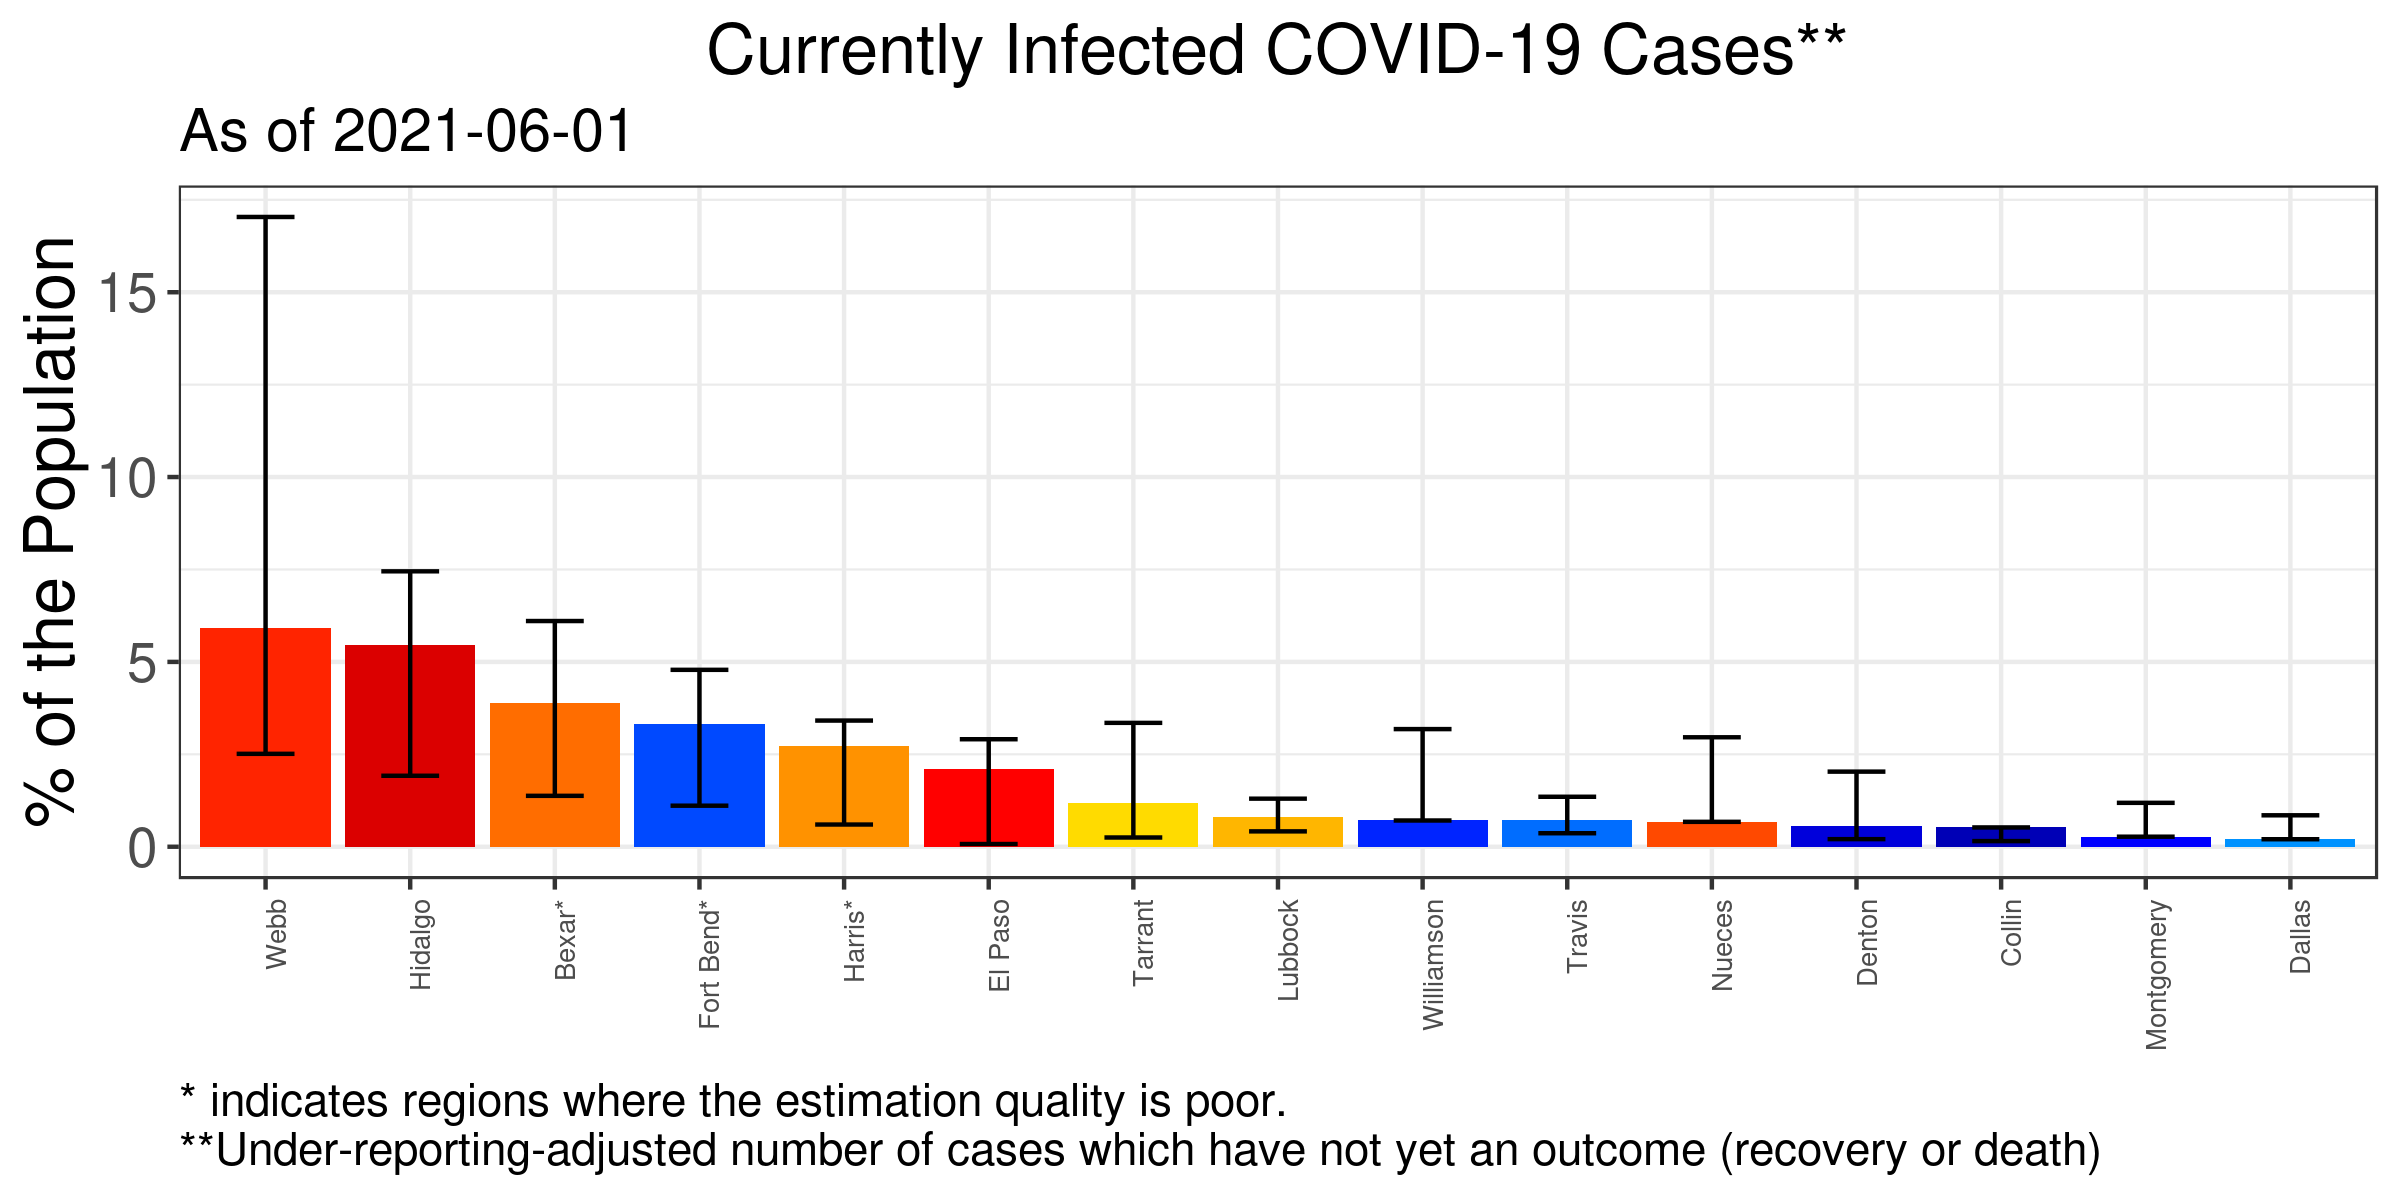 Currently Infected COVID-19 Cases**
As of 2021-06-01
% of the Population
15
10
5
0
Webb
Hidalgo
Bexar*
Fort Bend*
Harris*
El Paso
Tarrant
Lubbock
Williamson
Travis
Nueces
Denton
Collin
Montgomery
Dallas
* indicates regions where the estimation quality is poor.
**Under-reporting-adjusted number of cases which have not yet an outcome (recovery or death)